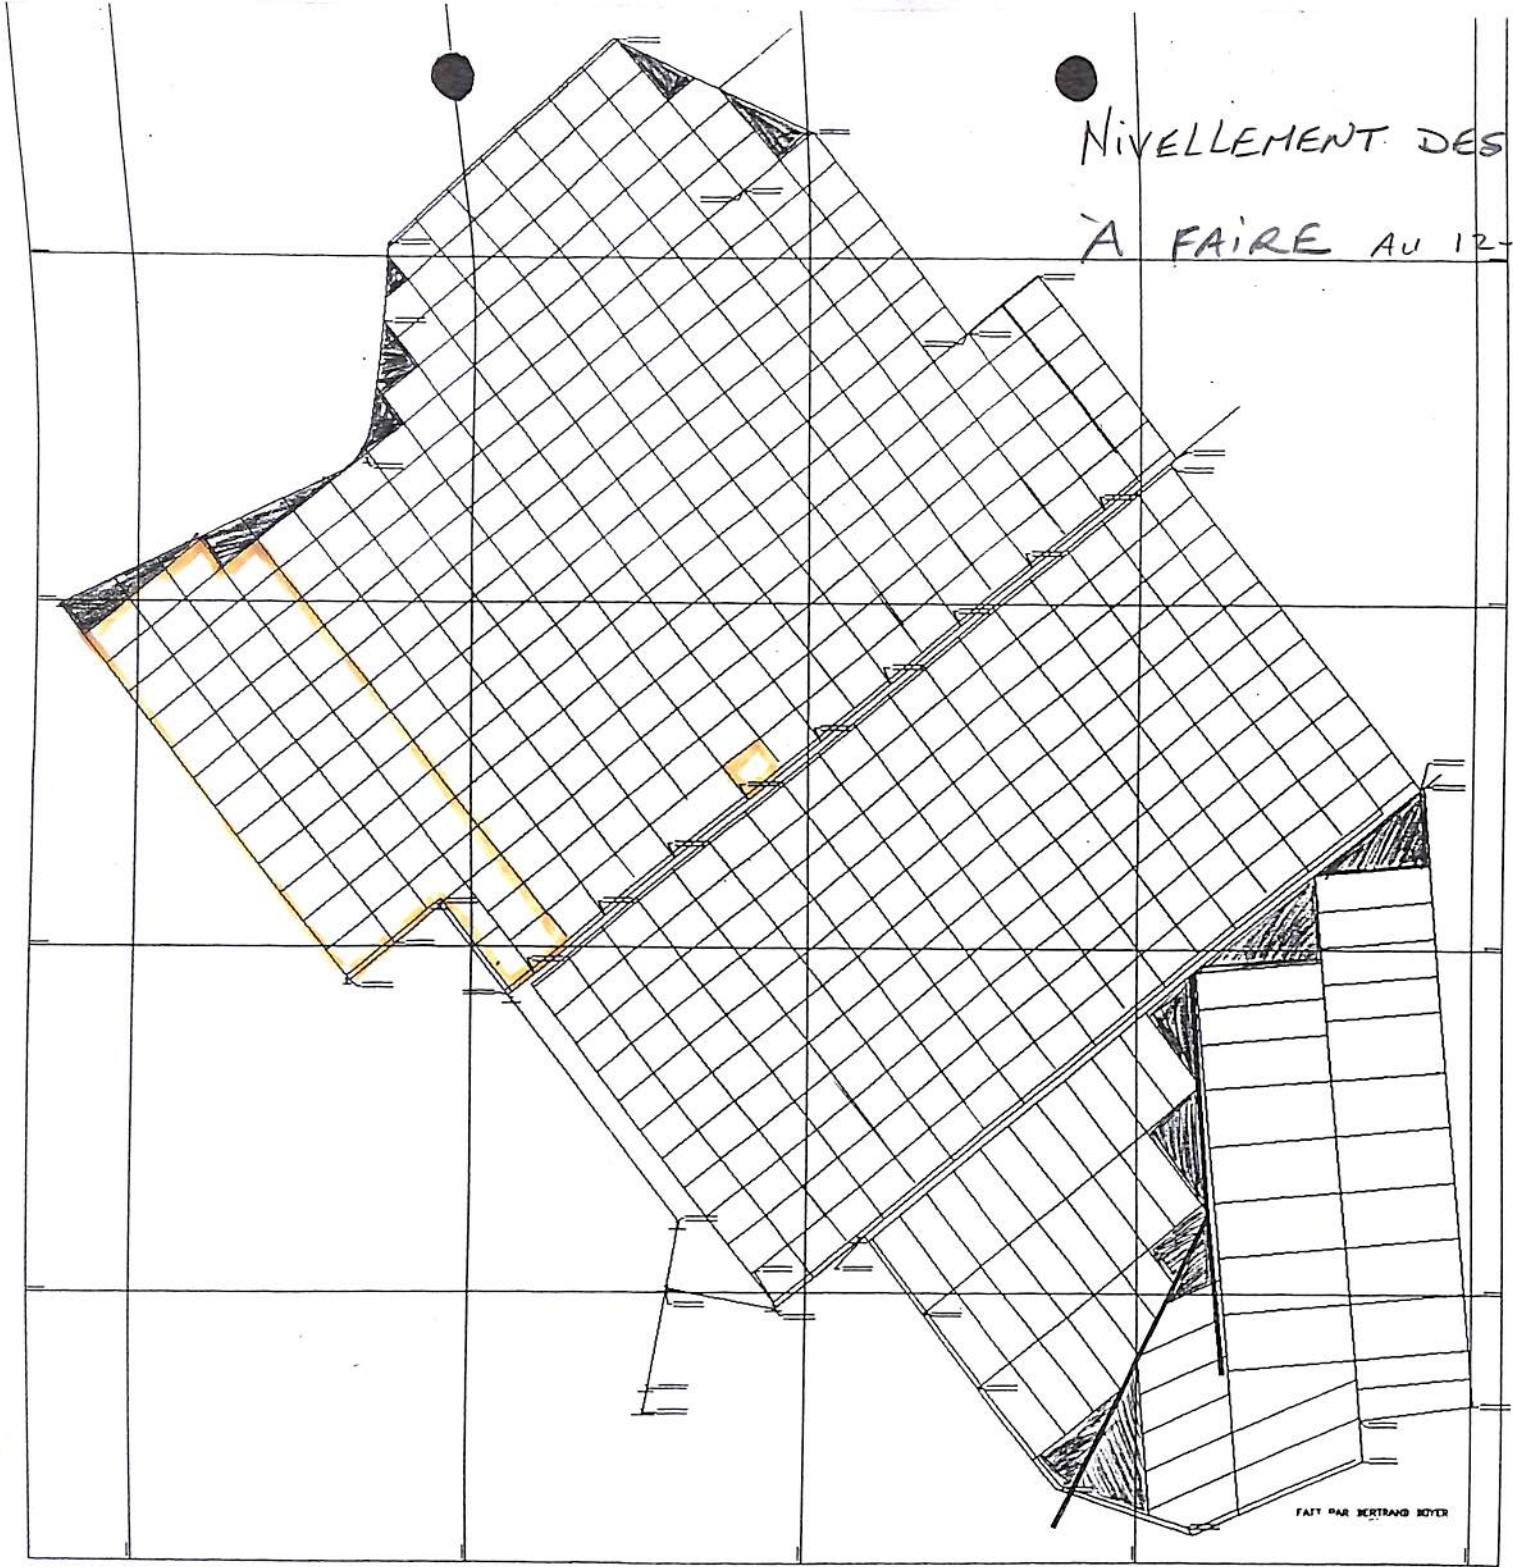 NIVELLEMENT DES
À FAIRE AU 12-
FAIT PAR BERTRAND BOYER